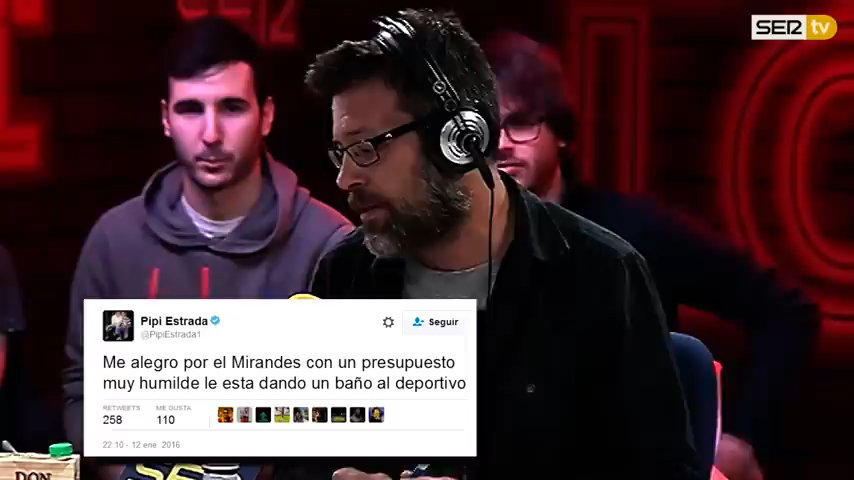 SER tv
Pipi Estrada
@PipiEstrada1
Seguir
Me alegro por el Mirandes con un presupuesto
muy humilde le esta dando un baño al deportivo
RETWEETS ME GUSTA
258 110
22:10 - 12 ene. 2016
DON